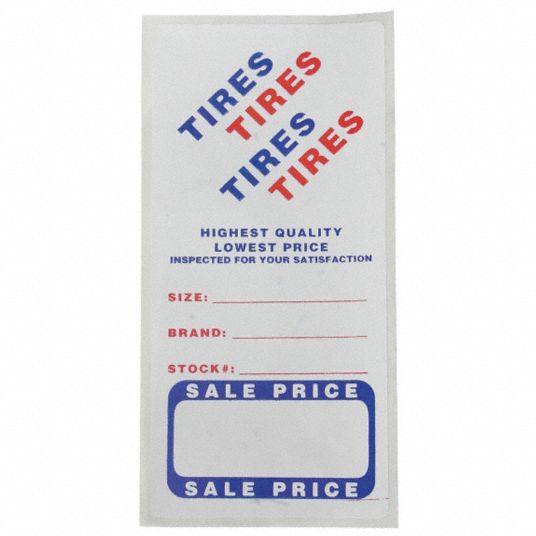 TIRES
TIRES
TIRES
TIRES
HIGHEST QUALITY
LOWEST PRICE
INSPECTED FOR YOUR SATISFACTION
SIZE:
BRAND:
STOCK#:
SALE PRICE
SALE PRICE